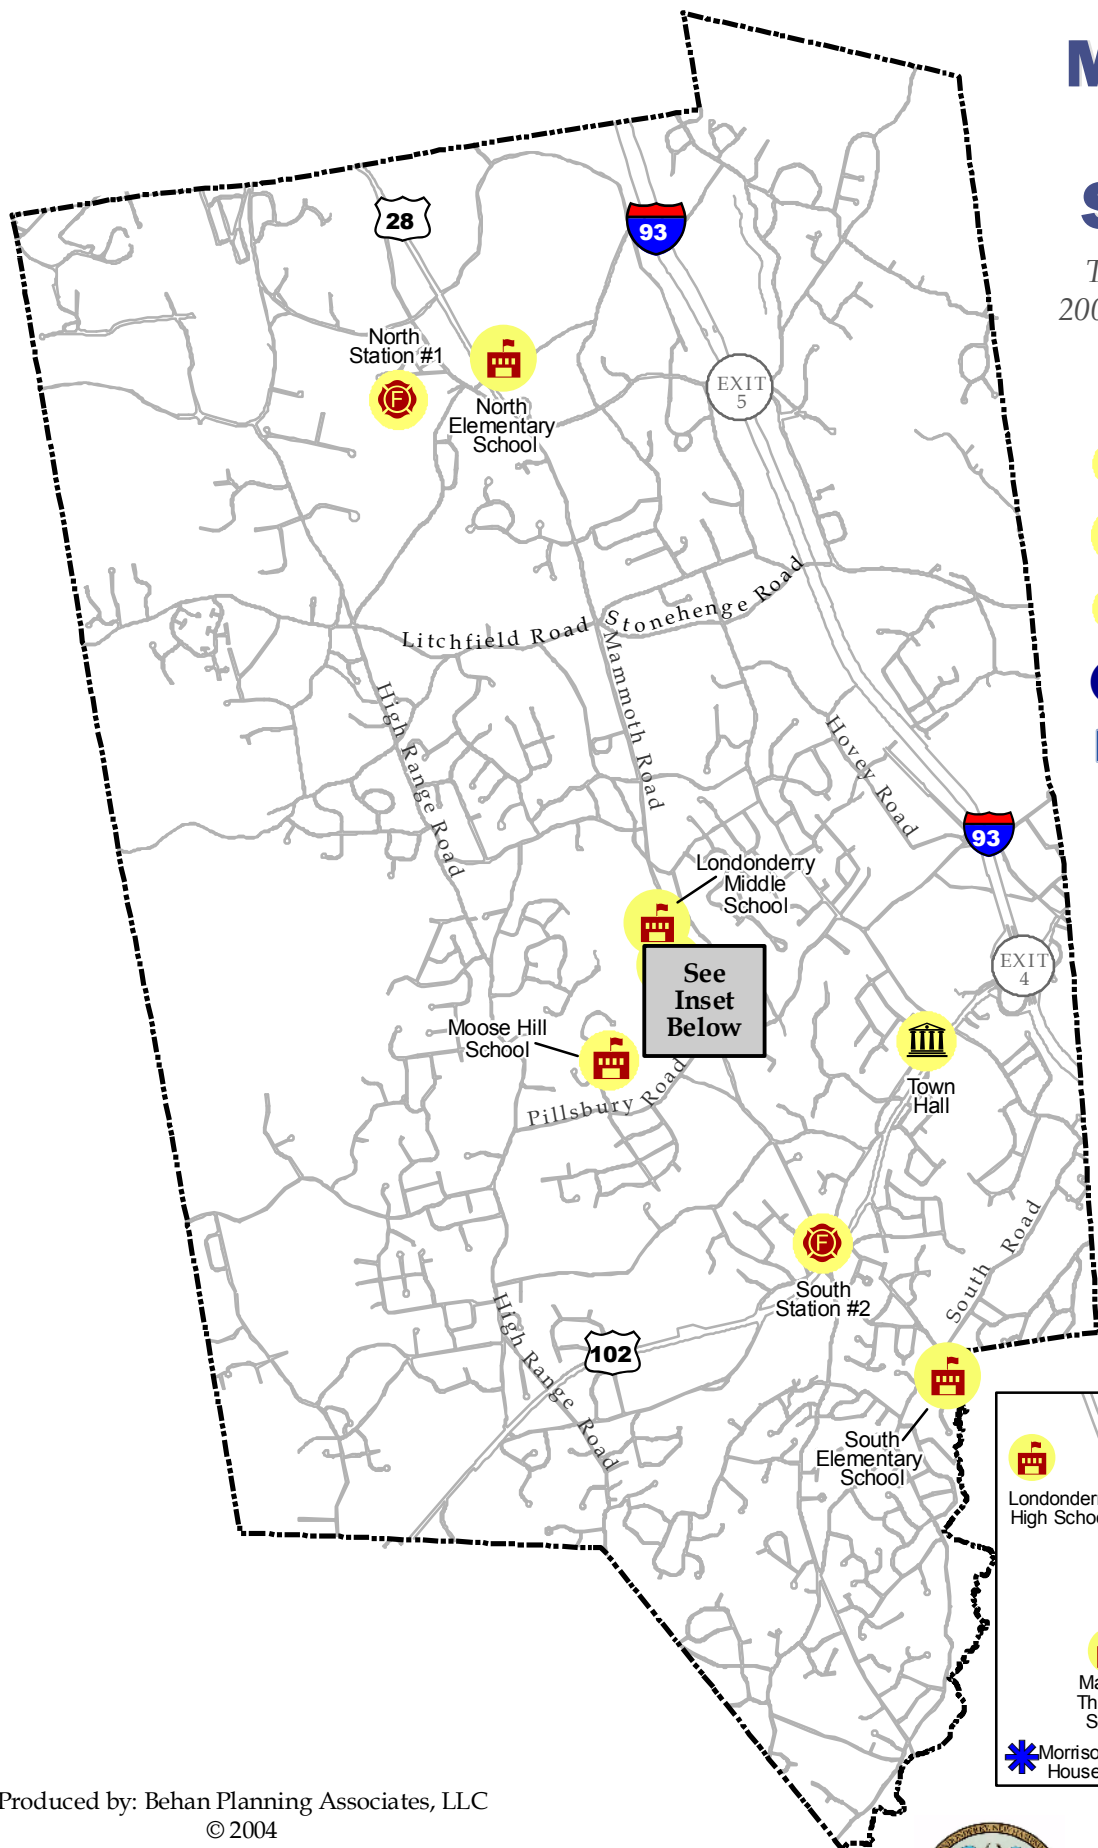 28
93
North
Station #1
F
North
Elementary
School
EXIT
5
Litchfield Road
Stonehenge Road
High Range Road
Mammoth Road
Hovey Road
93
Londonderry
Middle
School
See
Inset
Below
EXIT
4
Moose Hill
School
Pillsbury Road
Town
Hall
F
South
Station #2
South Road
High Range Road
102
South
Elementary
School
High
House
Produced by: Behan Planning Associates, LLC
© 2004